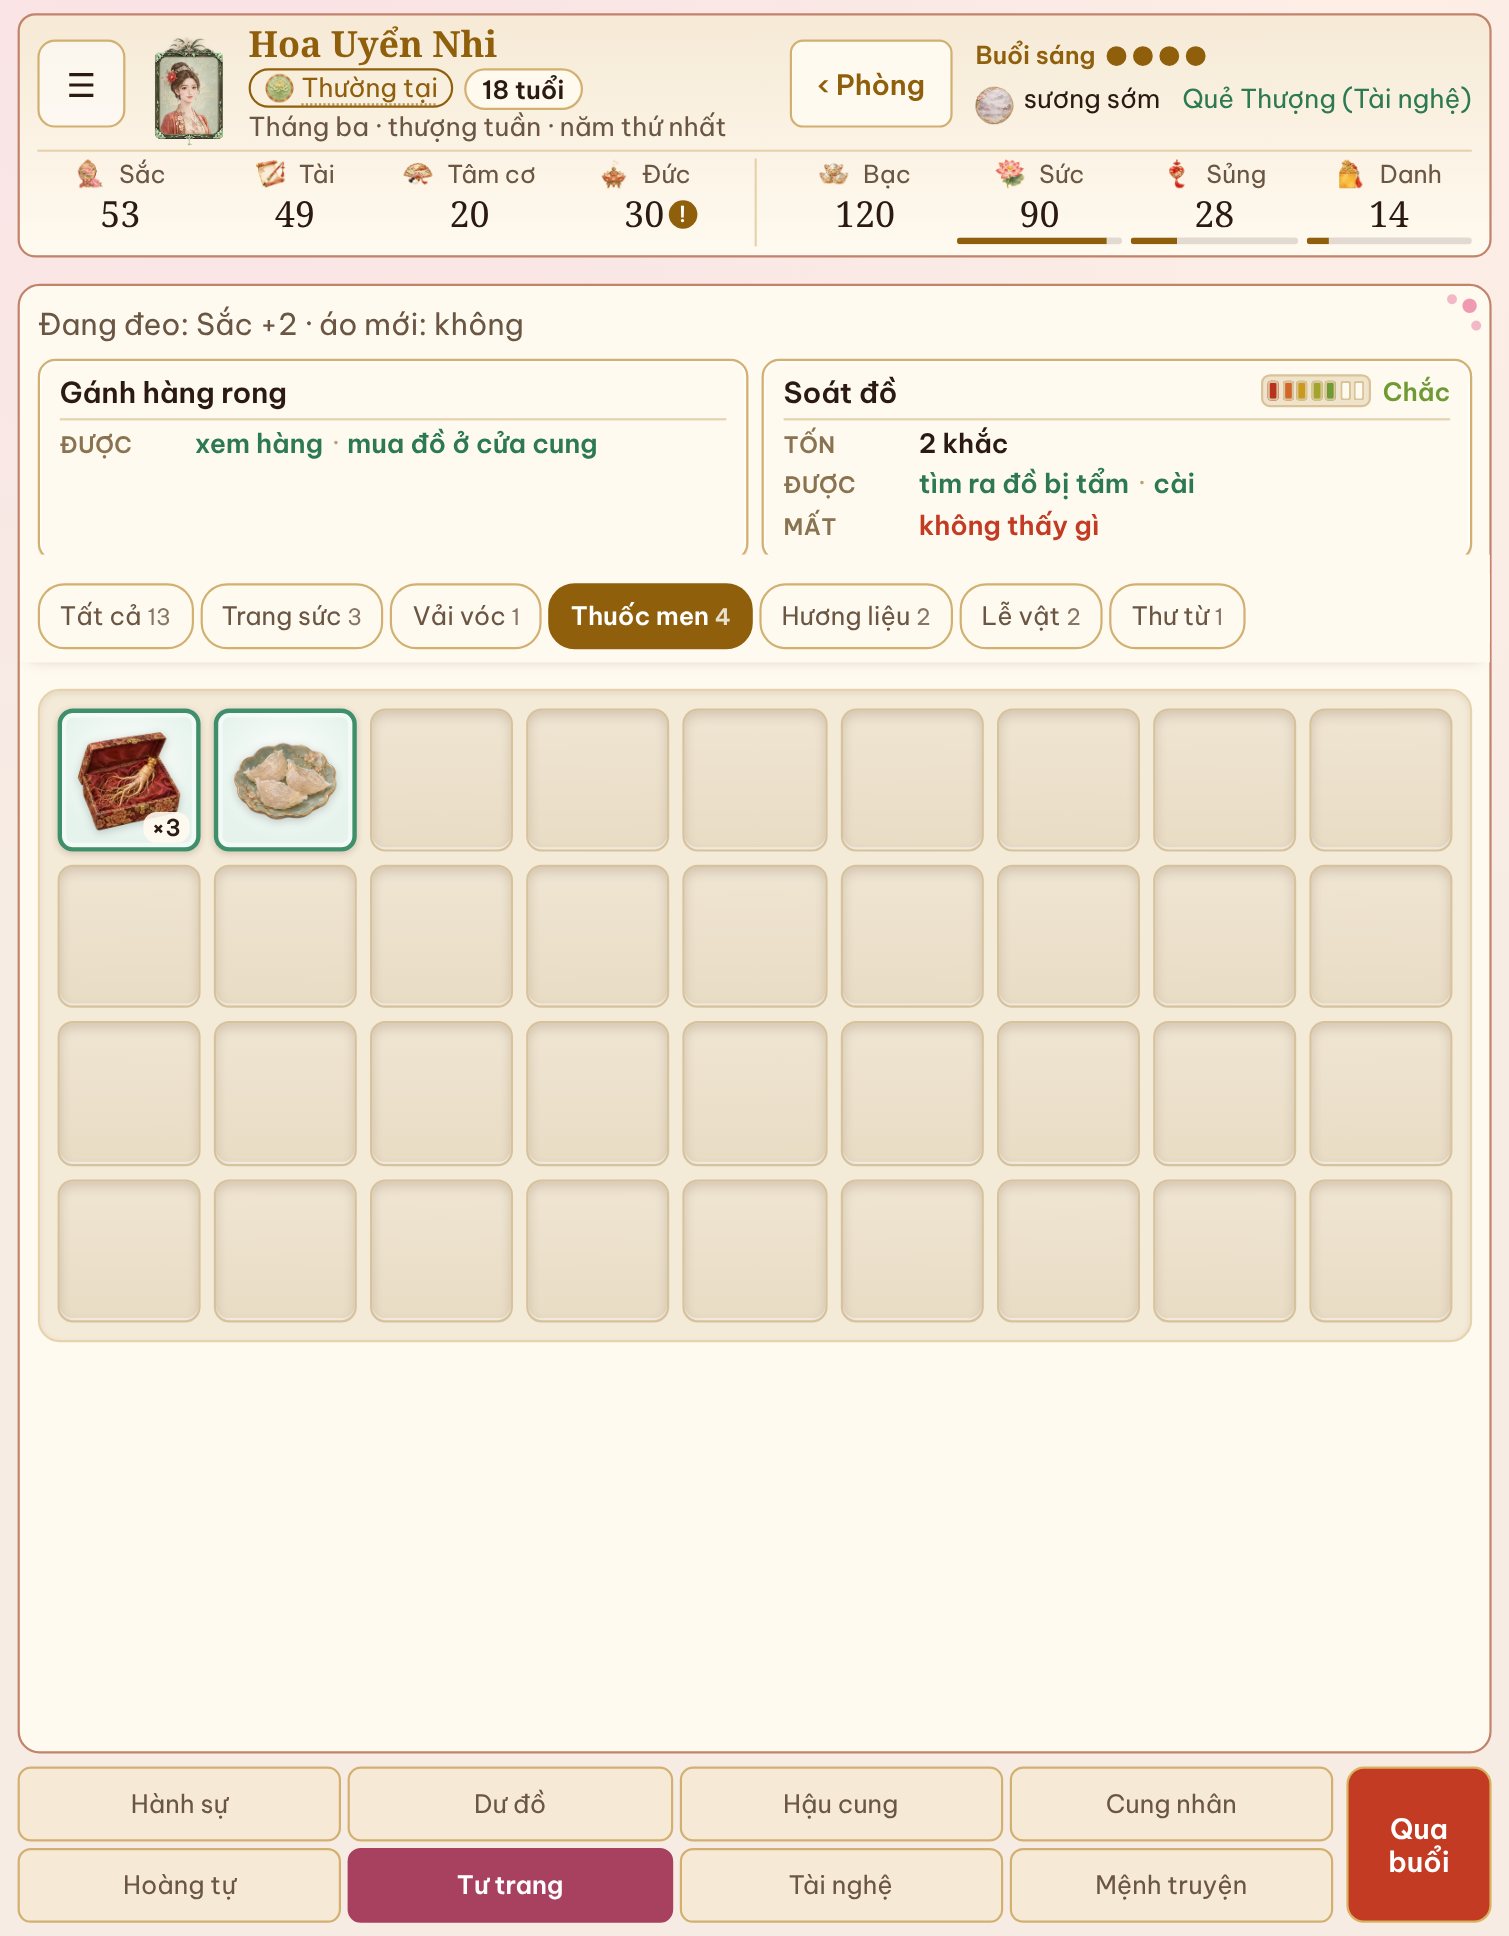 ☰
Hoa Uyển Nhi
Thường tại
18 tuổi
Tháng ba · thượng tuần · năm thứ nhất
‹ Phòng
Buổi sáng
sương sớm Quẻ Thượng (Tài nghệ)
Sắc Tài Tâm cơ Đức Bạc Sức Sủng Danh
53 49 20 30 ! 120 90 28 14
Đang đeo: Sắc +2 · áo mới: không
Gánh hàng rong
ĐƯỢC xem hàng · mua đồ ở cửa cung
Soát đồ Chắc
TỐN 2 khắc
ĐƯỢC tìm ra đồ bị tẩm · cài
MẤT không thấy gì
Tất cả 13 Trang sức 3 Vải vóc 1 Thuốc men 4 Hương liệu 2 Lễ vật 2 Thư từ 1
×3
Hành sự Dư đồ Hậu cung Cung nhân
Hoàng tự Tư trang Tài nghệ Mệnh truyện
Qua
buổi